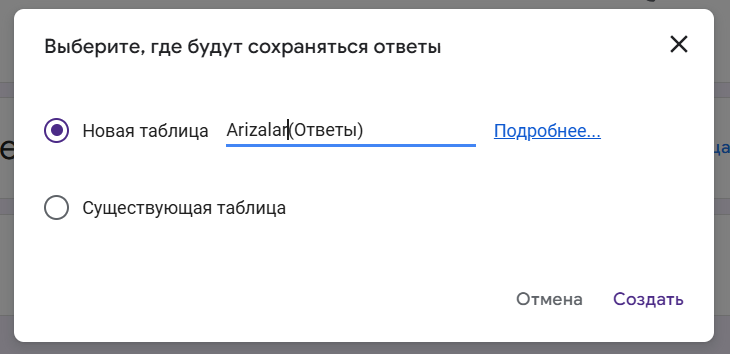 Выберите, где будут сохраняться ответы
Новая таблица Arizalar(Ответы) Подробнее...
Существующая таблица
Отмена Создать